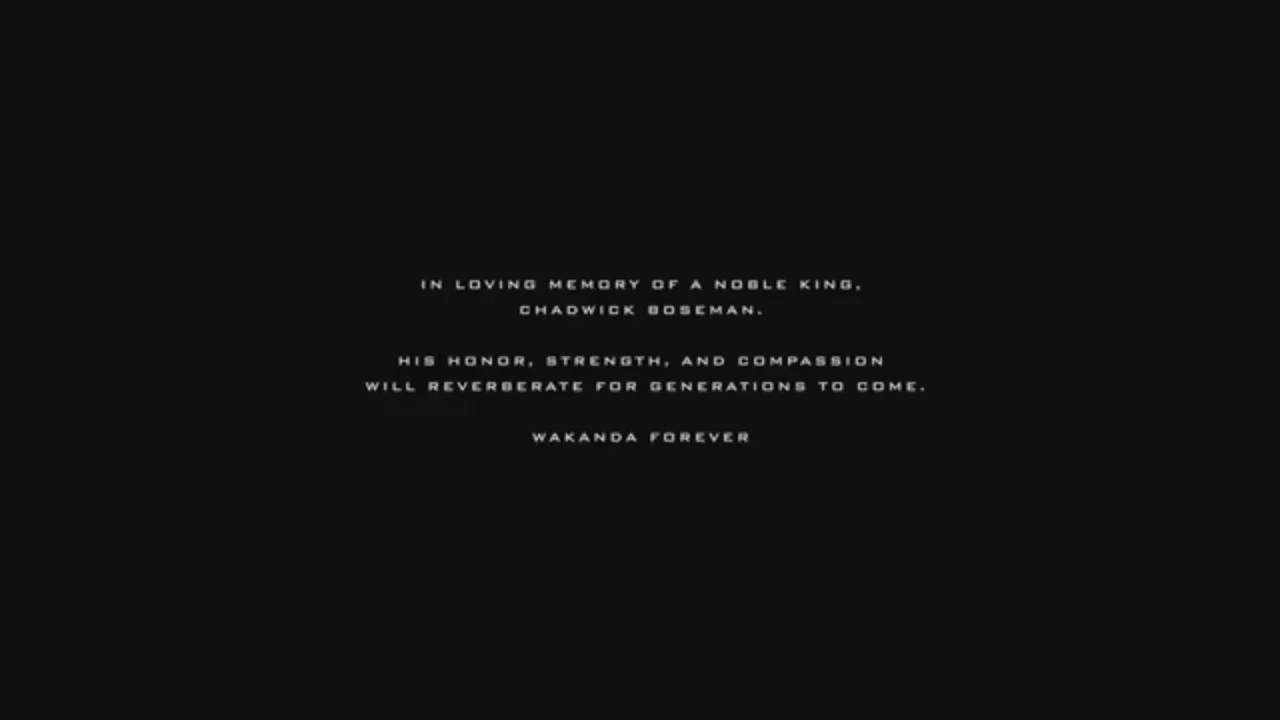 IN LOVING MEMORY OF A NOBLE KING,
CHADWICK BOSEMAN.
HIS HONOR, STRENGTH, AND COMPASSION
WILL REVERBERATE FOR GENERATIONS TO COME.
WAKANDA FOREVER